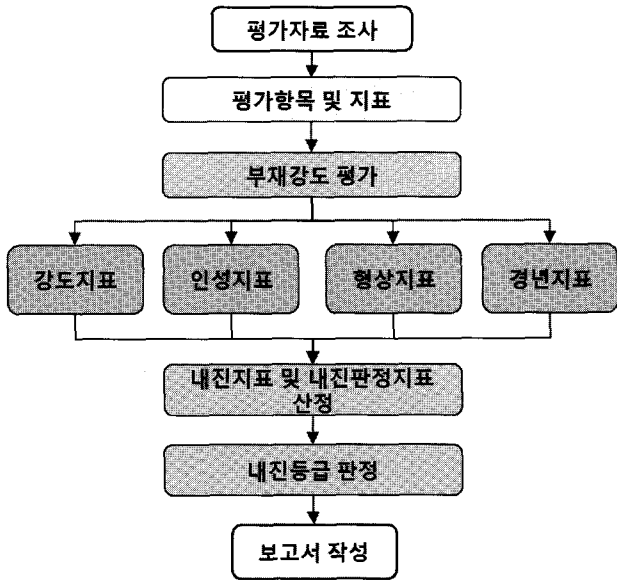 평가자료 조사
평가항목 및 지표
부재강도 평가
강도지표
인성지표
형상지표
경년지표
내진지표 및 내진판정지표
산정
내진등급 판정
보고서 작성